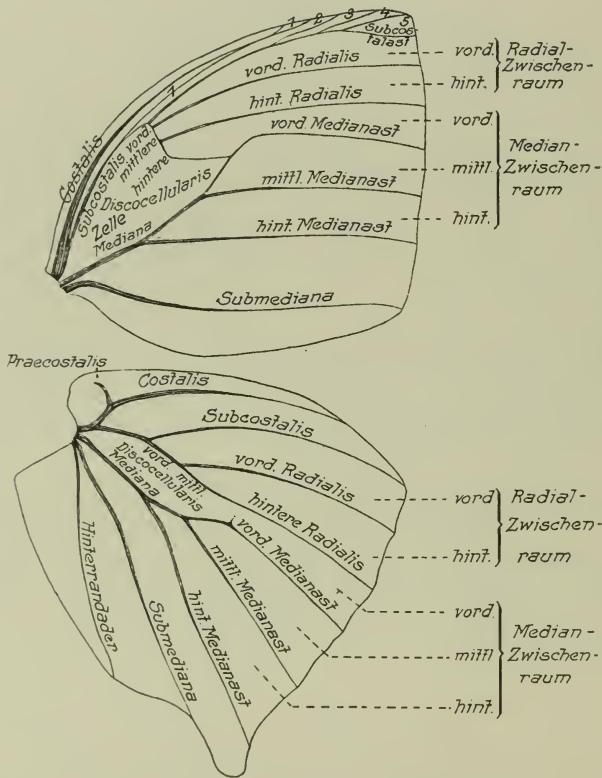 1 2 3 4 5
Subcos-
talast
1
vord. Radialis
hint. Radialis
vord. Medianast
mittl. Medianast
hint. Medianast
Submediana
Costalis
Subcostalis
vord.
mittlere
hintere
Discocellularis
Zelle
Mediana
vord.
hint.
Radial-
Zwischen-
raum
vord.
mittl.
hint.
Median-
Zwischen-
raum
Praecostalis
Costalis
Subcostalis
vord. Radialis
hintere Radialis
vord. mittl.
Discocellularis
Mediana
vord. Medianast
mittl. Medianast
hint. Medianast
Submediana
Hinterrandader
vord
hint.
Radial-
Zwischen-
raum
vord.
mittl
hint.
Median-
Zwischen-
raum